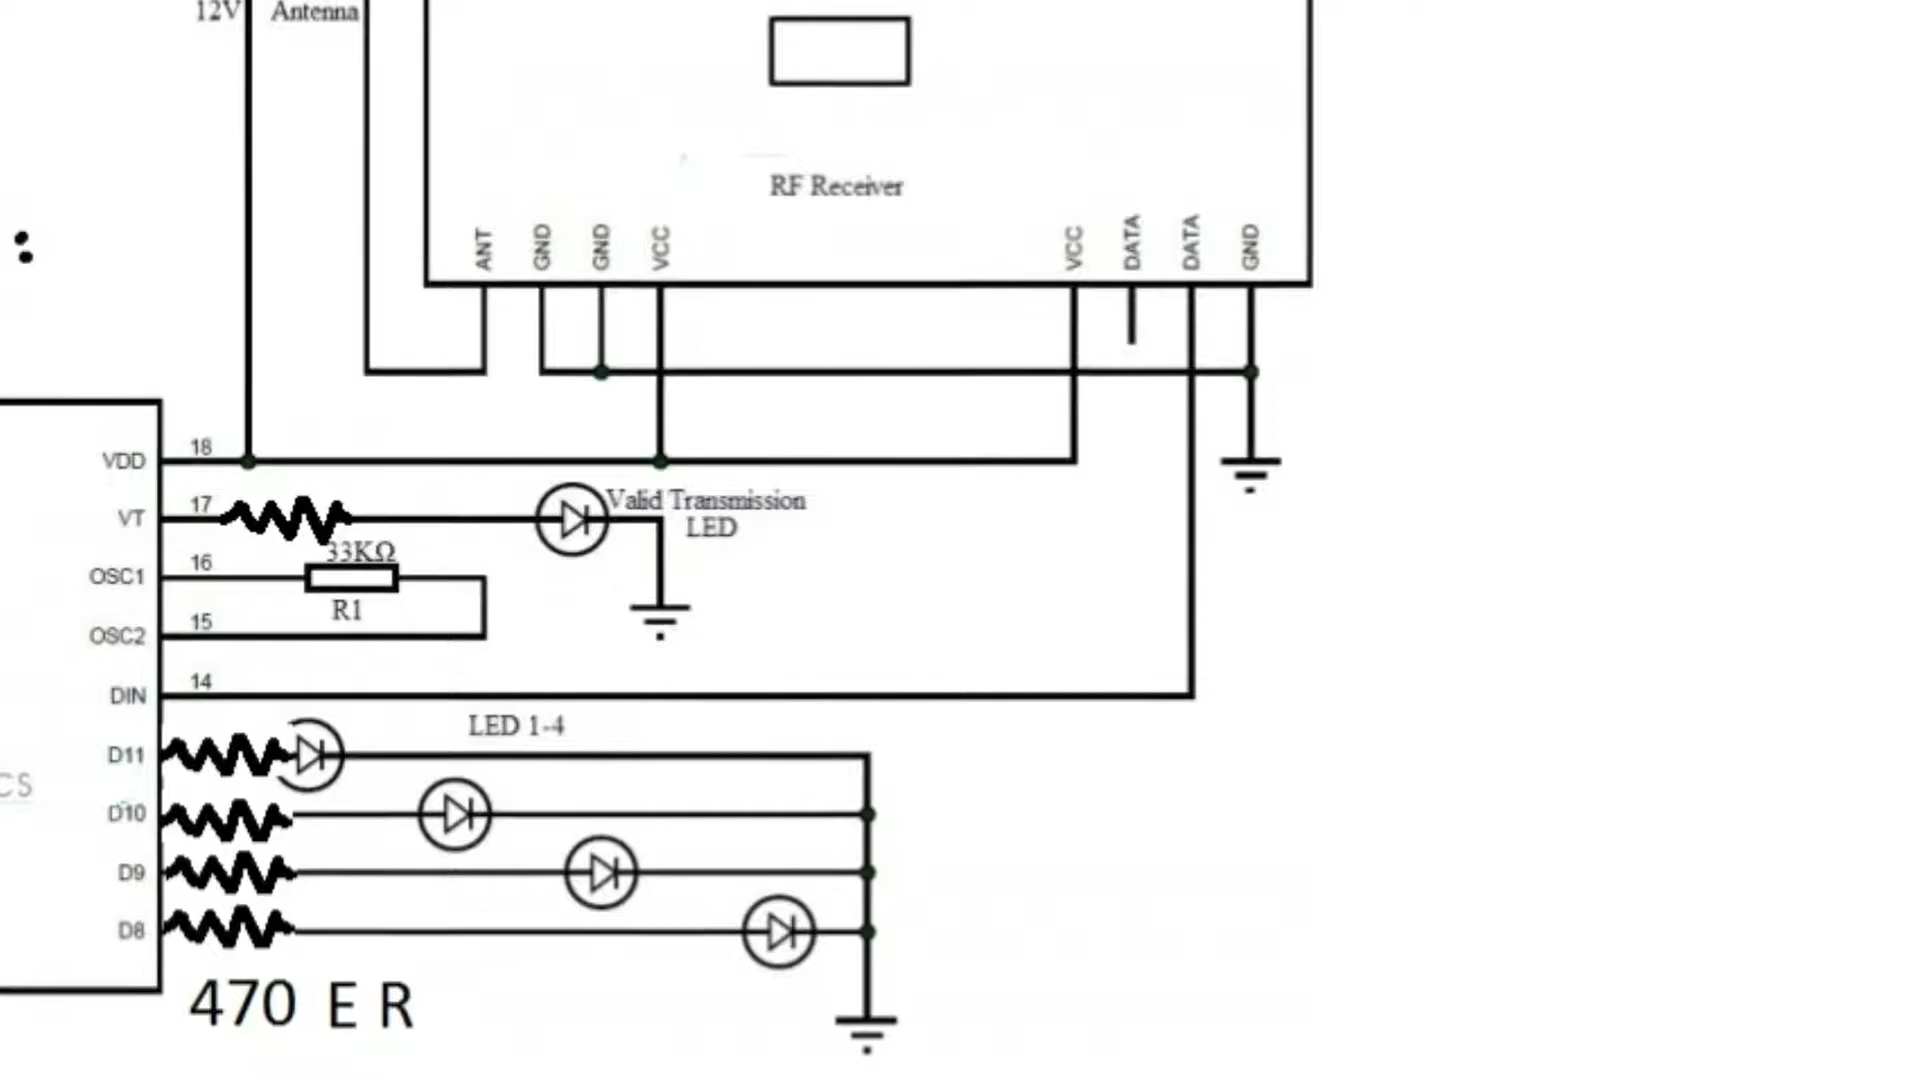 12V Antenna
RF Receiver
ANT GND GND VCC VCC DATA DATA GND
VDD 18
VT 17
Valid Transmission
LED
33KΩ
OSC1 16
R1
OSC2 15
DIN 14
LED 1-4
D11
D10
CS
D9
D8
470 E R